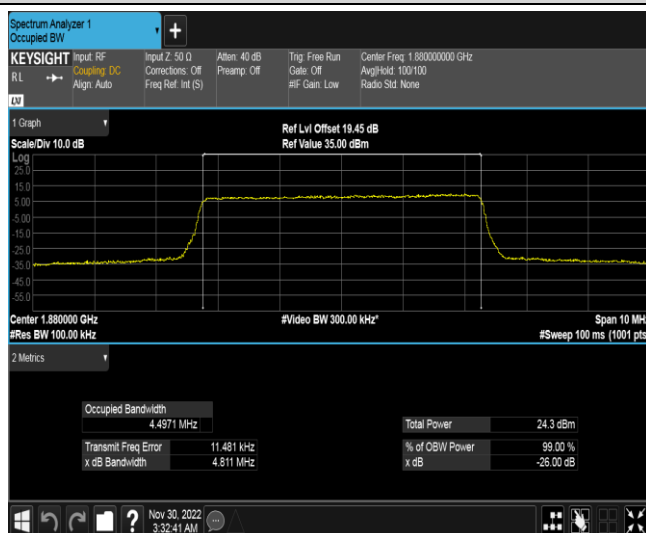 Spectrum Analyzer 1
Occupied BW
+
KEYSIGHT
RL
LXI
Input: RF
Coupling: DC
Align: Auto
Input Z: 50 Ω
Corrections: Off
Freq Ref: Int (S)
Atten: 40 dB
Preamp: Off
Trig: Free Run
Gate: Off
#IF Gain: Low
Center Freq: 1.880000000 GHz
Avg|Hold: 100/100
Radio Std: None
1 Graph
Scale/Div 10.0 dB
Ref Lvl Offset 19.45 dB
Ref Value 35.00 dBm
Log
25.0
15.0
5.00
-5.00
-15.0
-25.0
-35.0
-45.0
-55.0
Center 1.880000 GHz
#Res BW 100.00 kHz
#Video BW 300.00 kHz*
Span 10 MHz
#Sweep 100 ms (1001 pts
2 Metrics
Occupied Bandwidth
4.4971 MHz
Transmit Freq Error 11.481 kHz
x dB Bandwidth 4.811 MHz
Total Power 24.3 dBm
% of OBW Power 99.00 %
x dB -26.00 dB
?
Nov 30, 2022
3:32:41 AM